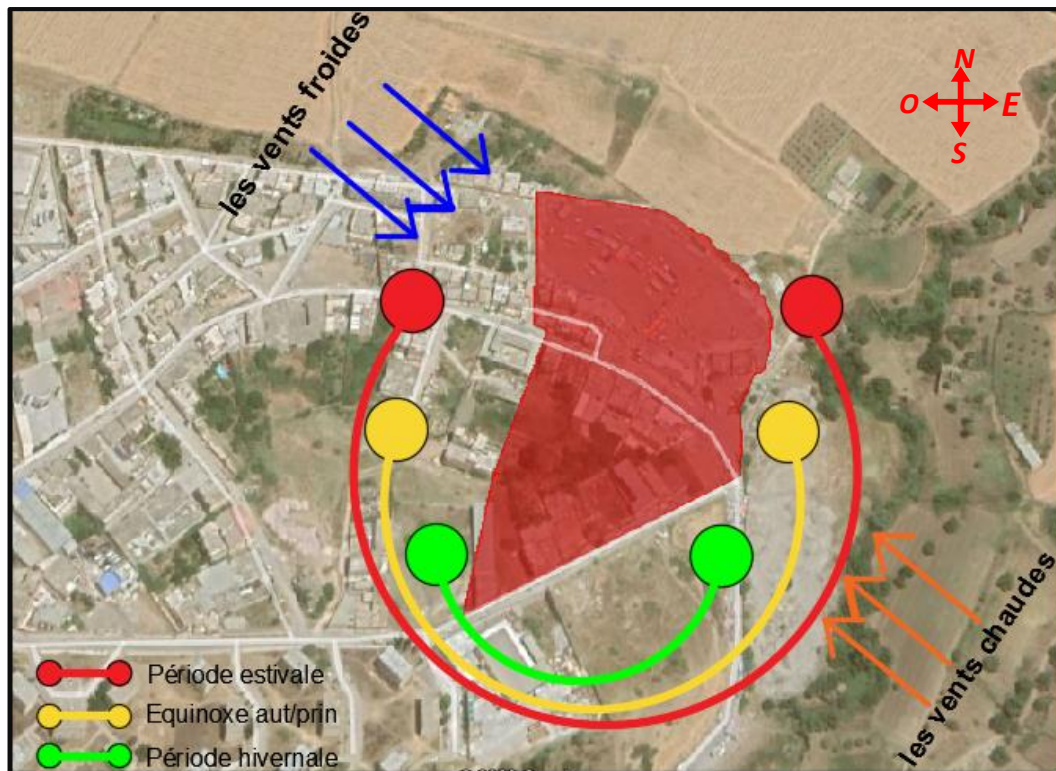 les vents froides
N
O E
S
les vents chaudes
Période estivale
Equinoxe aut/prin
Période hivernale